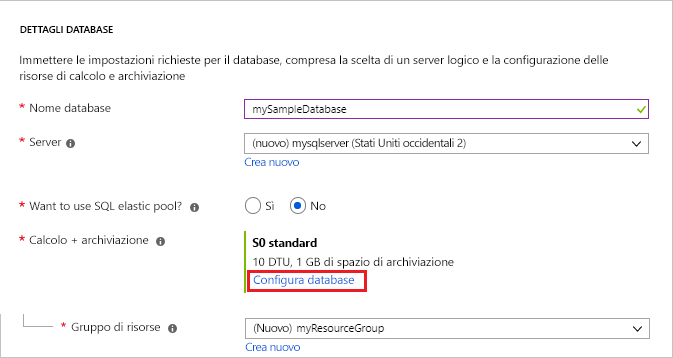 DETTAGLI DATABASE
Immettere le impostazioni richieste per il database, compresa la scelta di un server logico e la configurazione delle
risorse di calcolo e archiviazione
* Nome database
mySampleDatabase
* Server
(nuovo) mysqlserver (Stati Uniti occidentali 2)
Crea nuovo
* Want to use SQL elastic pool?
Sì No
* Calcolo + archiviazione
S0 standard
10 DTU, 1 GB di spazio di archiviazione
Configura database
* Gruppo di risorse
(Nuovo) myResourceGroup
Crea nuovo